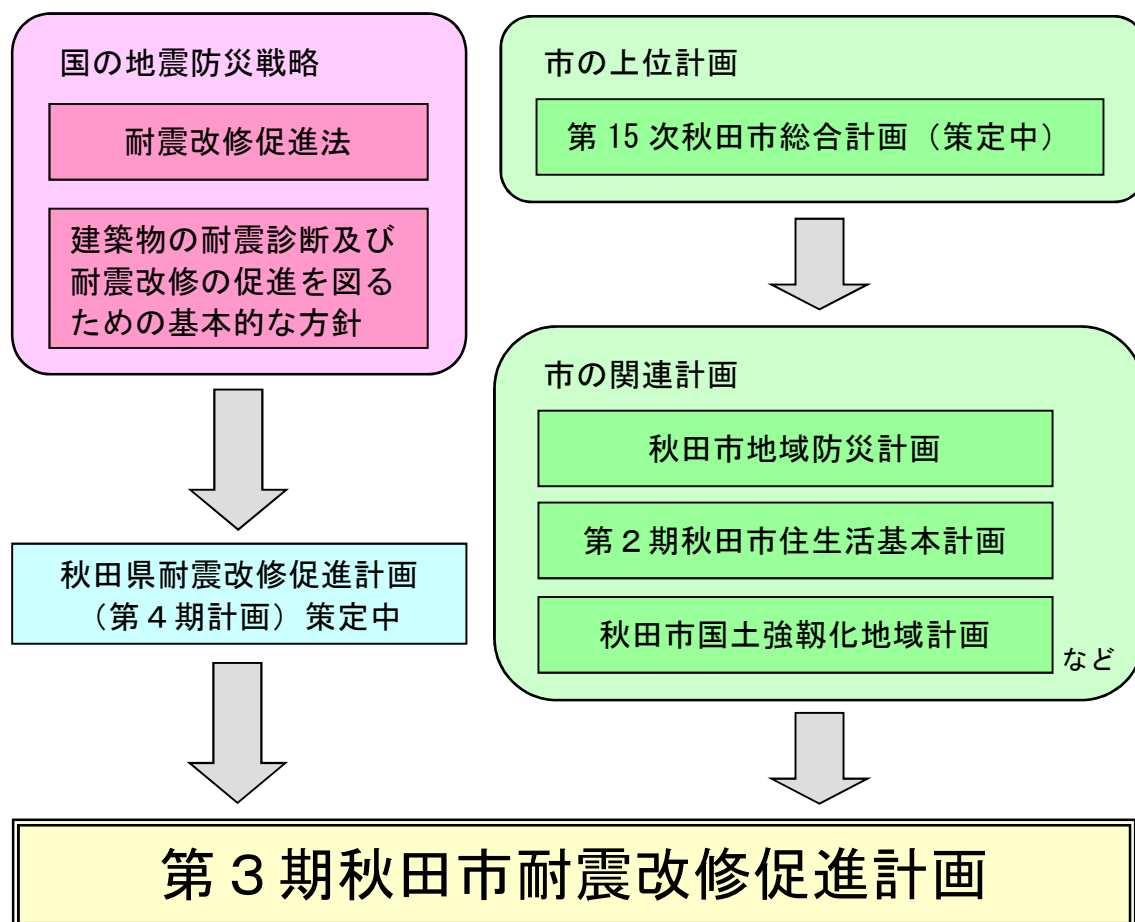 国の地震防災戦略
耐震改修促進法
建築物の耐震診断及び
耐震改修の促進を図る
ための基本的な方針
秋田県耐震改修促進計画
（第４期計画）策定中
市の上位計画
第 15 次秋田市総合計画（策定中）
市の関連計画
秋田市地域防災計画
第２期秋田市住生活基本計画
秋田市国土強靱化地域計画
など
第３期秋田市耐震改修促進計画